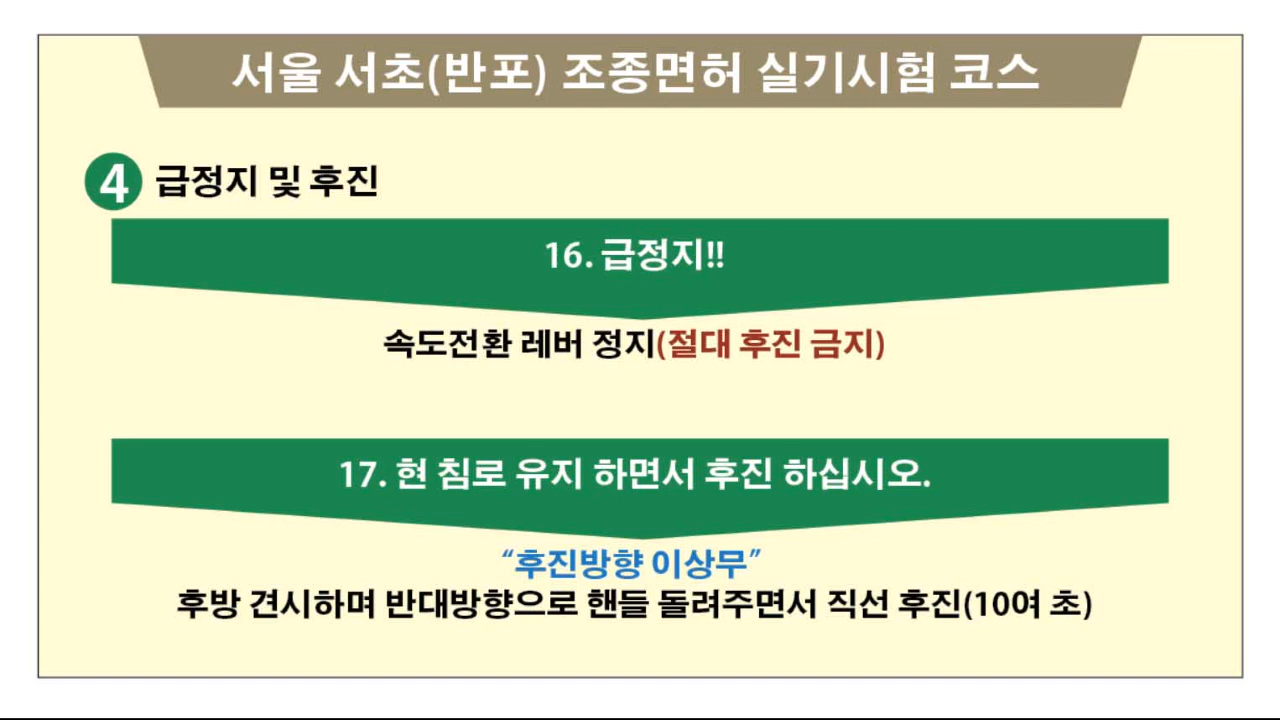 서울 서초(반포) 조종면허 실기시험 코스
4 급정지 및 후진
16. 급정지!!
속도전환 레버 정지(절대 후진 금지)
17. 현 침로 유지 하면서 후진 하십시오.
“후진방향 이상무”
후방 견시하며 반대방향으로 핸들 돌려주면서 직선 후진(10여 초)